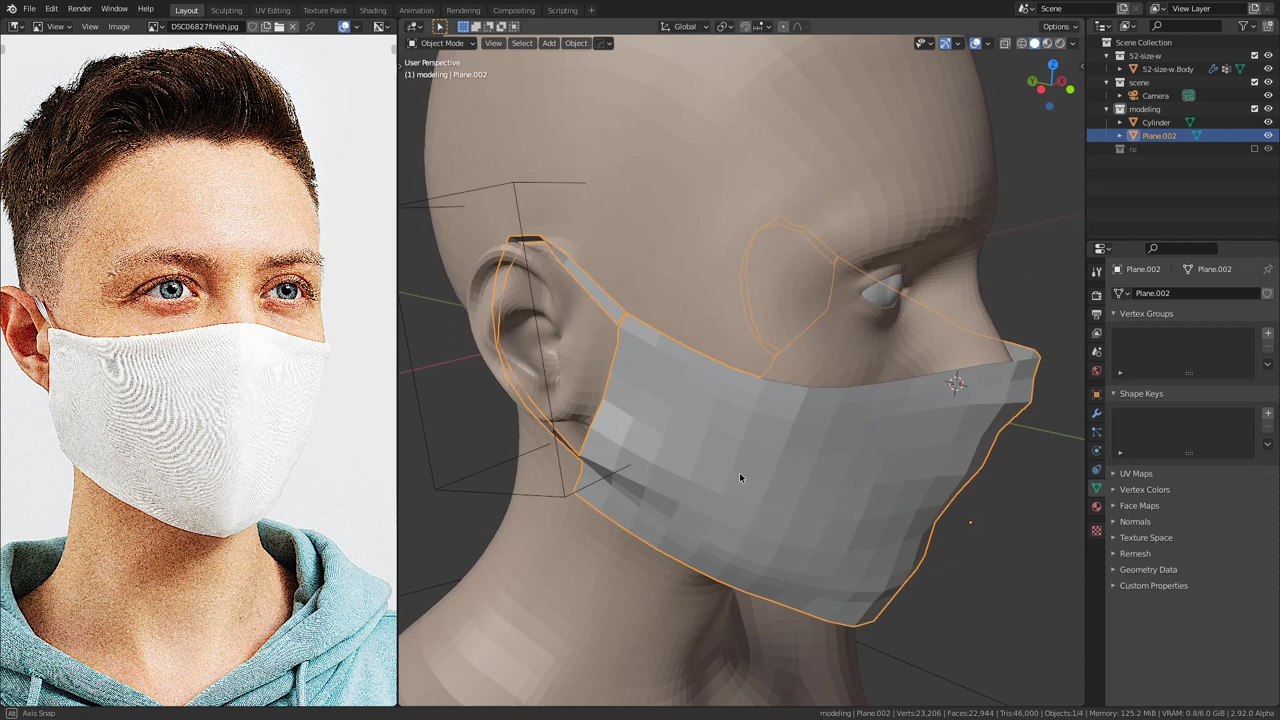 File Edit Render Window Help Layout Sculpting UV Editing Texture Paint Shading Animation Rendering Compositing Scripting + Scene View Layer
View View Image DSC06827finish.jpg Global Options
Object Mode View Select Add Object
User Perspective
(1) modeling | Plane.002
Z
Y
X
Scene Collection
52-size-w
52-size-w.Body
scene
Camera
modeling
Cylinder
Plane.002
Plane.002 Plane.002
Plane.002
Vertex Groups
Shape Keys
UV Maps
Vertex Colors
Face Maps
Normals
Texture Space
Remesh
Geometry Data
Custom Properties
Axis Snap modeling | Plane.002 | Verts:23,206 | Faces:22,944 | Tris:46,000 | Objects:1/4 | Memory: 125.2 MiB | VRAM: 0.8/6.0 GiB | 2.92.0 Alpha